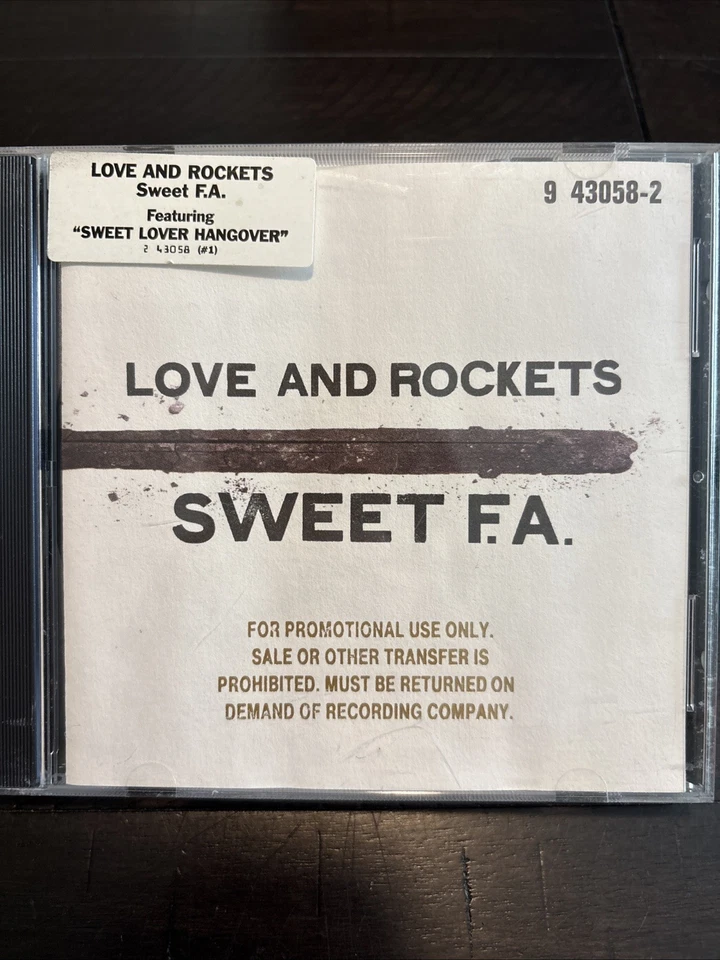 LOVE AND ROCKETS
Sweet F.A.
Featuring
"SWEET LOVER HANGOVER"
2 43058 (#1)
9 43058-2
LOVE AND ROCKETS
SWEET F.A.
FOR PROMOTIONAL USE ONLY.
SALE OR OTHER TRANSFER IS
PROHIBITED. MUST BE RETURNED ON
DEMAND OF RECORDING COMPANY.